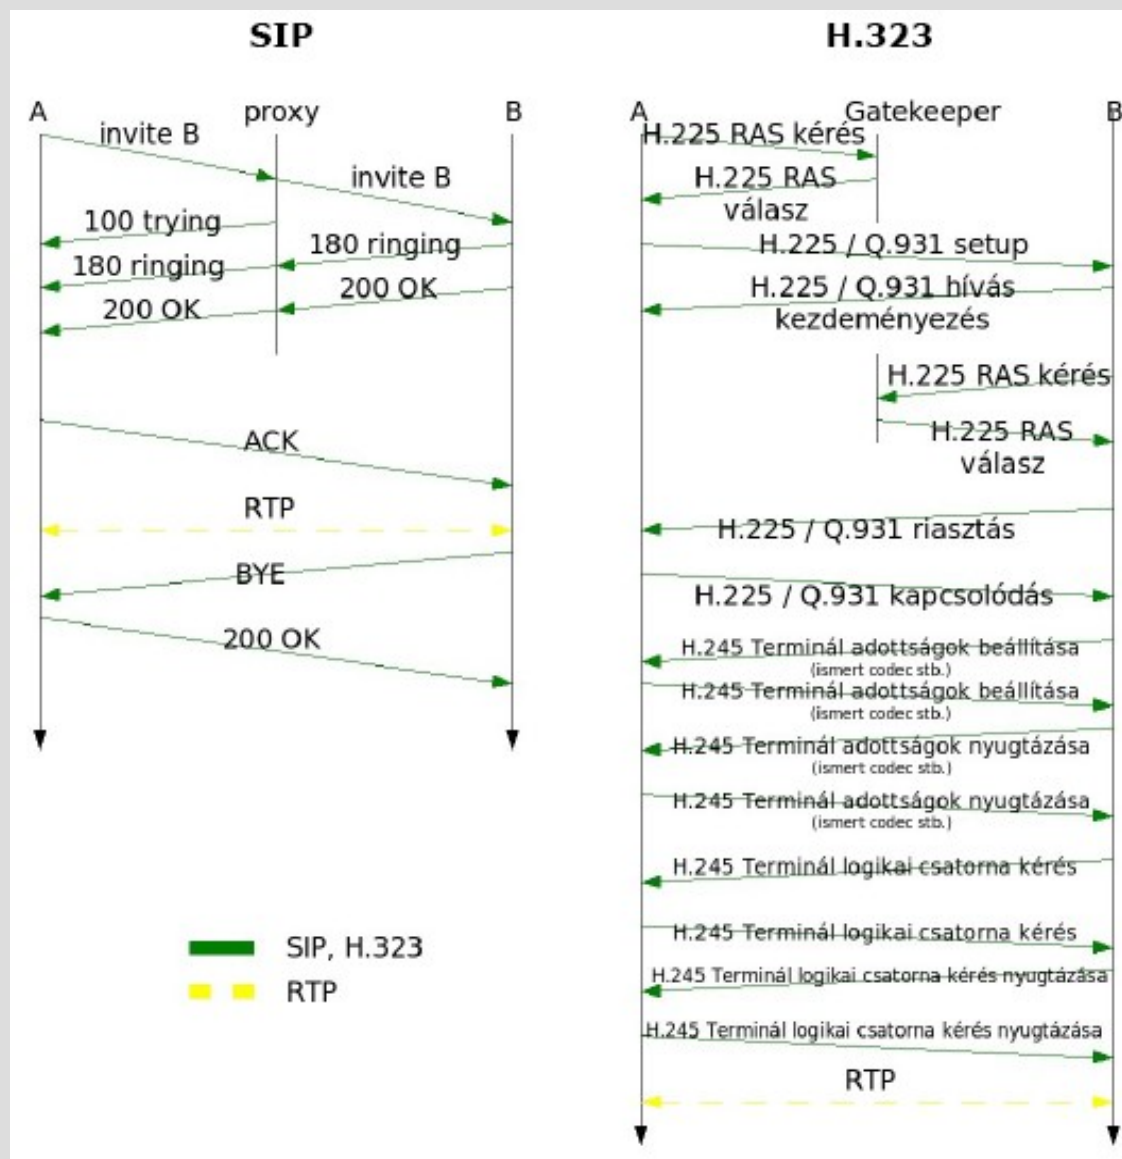 SIP
A
proxy
B
invite B
invite B
100 trying
180 ringing
180 ringing
200 OK
200 OK
ACK
RTP
BYE
200 OK
SIP, H.323
RTP
H.323
A
Gatekeeper
B
H.225 RAS kérés
H.225 RAS
válasz
H.225 / Q.931 setup
H.225 / Q.931 hívás
kezdeményezés
H.225 RAS kérés
H.225 RAS
válasz
H.225 / Q.931 riasztás
H.225 / Q.931 kapcsolódás
H.245 Terminál adottságok beállítása
(ismert codec stb.)
H.245 Terminál adottságok beállítása
(ismert codec stb.)
H.245 Terminál adottságok nyugtázása
(ismert codec stb.)
H.245 Terminál adottságok nyugtázása
(ismert codec stb.)
H.245 Terminál logikai csatorna kérés
H.245 Terminál logikai csatorna kérés
H.245 Terminál logikai csatorna kérés nyugtázása
H.245 Terminál logikai csatorna kérés nyugtázása
RTP